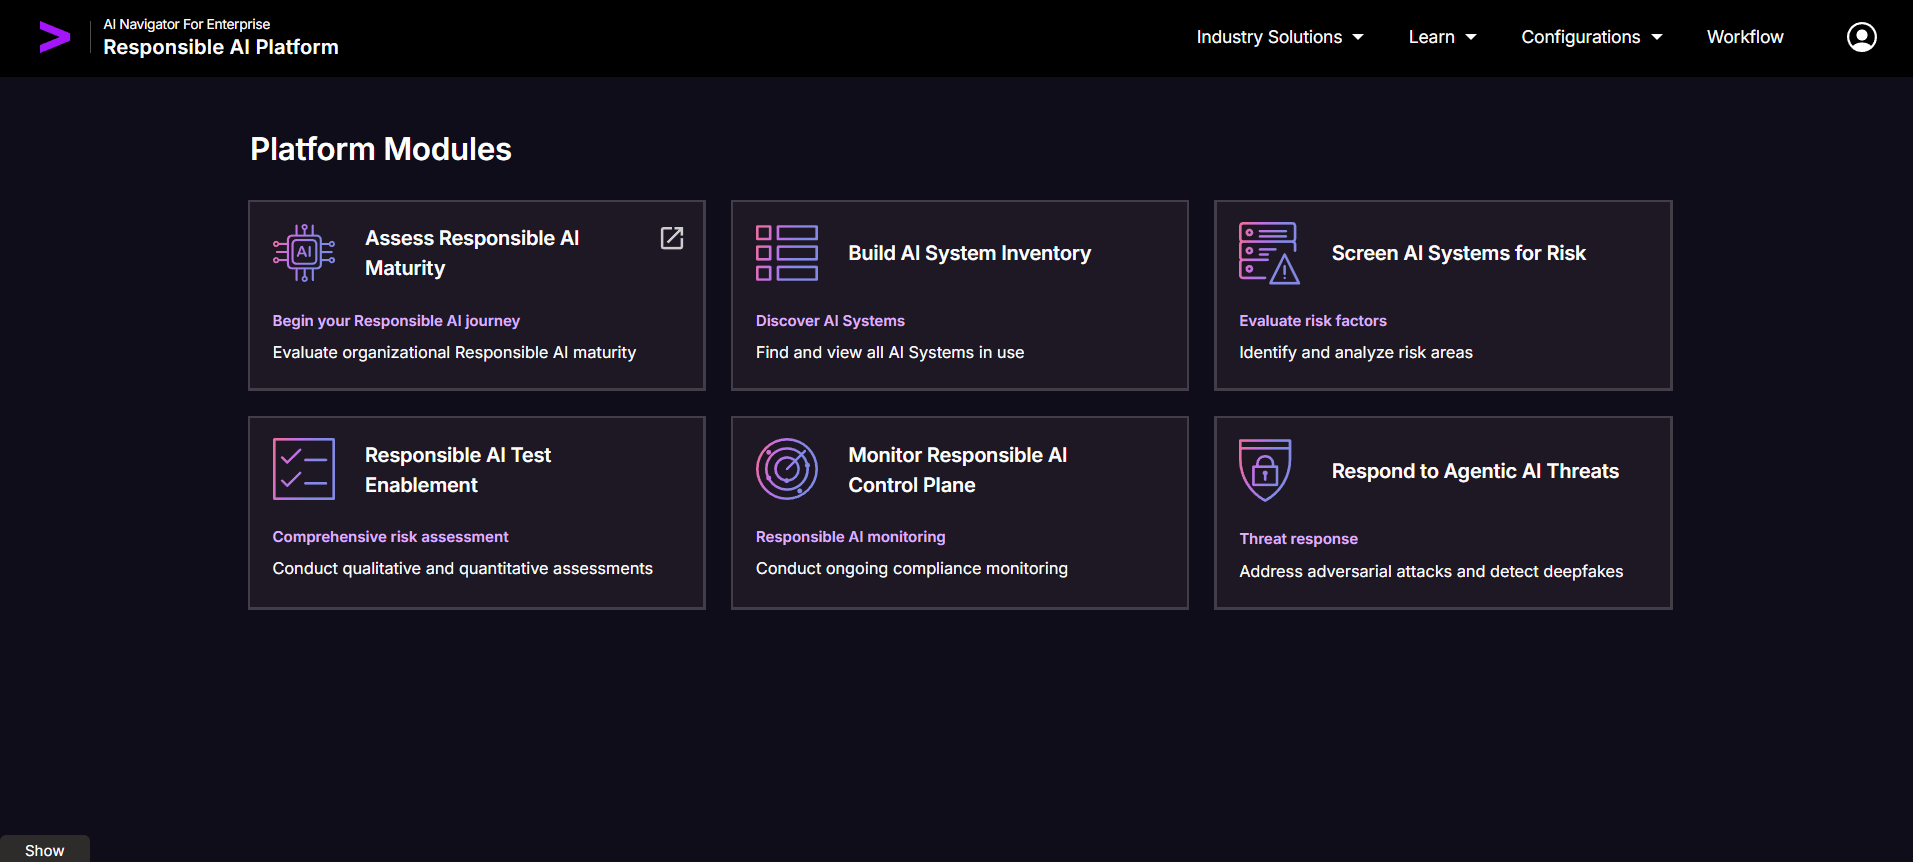 AI Navigator For Enterprise
Responsible AI Platform
Industry Solutions
Learn
Configurations
Workflow
Platform Modules
AI
Assess Responsible AI
Maturity
Begin your Responsible AI journey
Evaluate organizational Responsible AI maturity
Build AI System Inventory
Discover AI Systems
Find and view all AI Systems in use
Screen AI Systems for Risk
Evaluate risk factors
Identify and analyze risk areas
Responsible AI Test
Enablement
Comprehensive risk assessment
Conduct qualitative and quantitative assessments
Monitor Responsible AI
Control Plane
Responsible AI monitoring
Conduct ongoing compliance monitoring
Respond to Agentic AI Threats
Threat response
Address adversarial attacks and detect deepfakes
Show